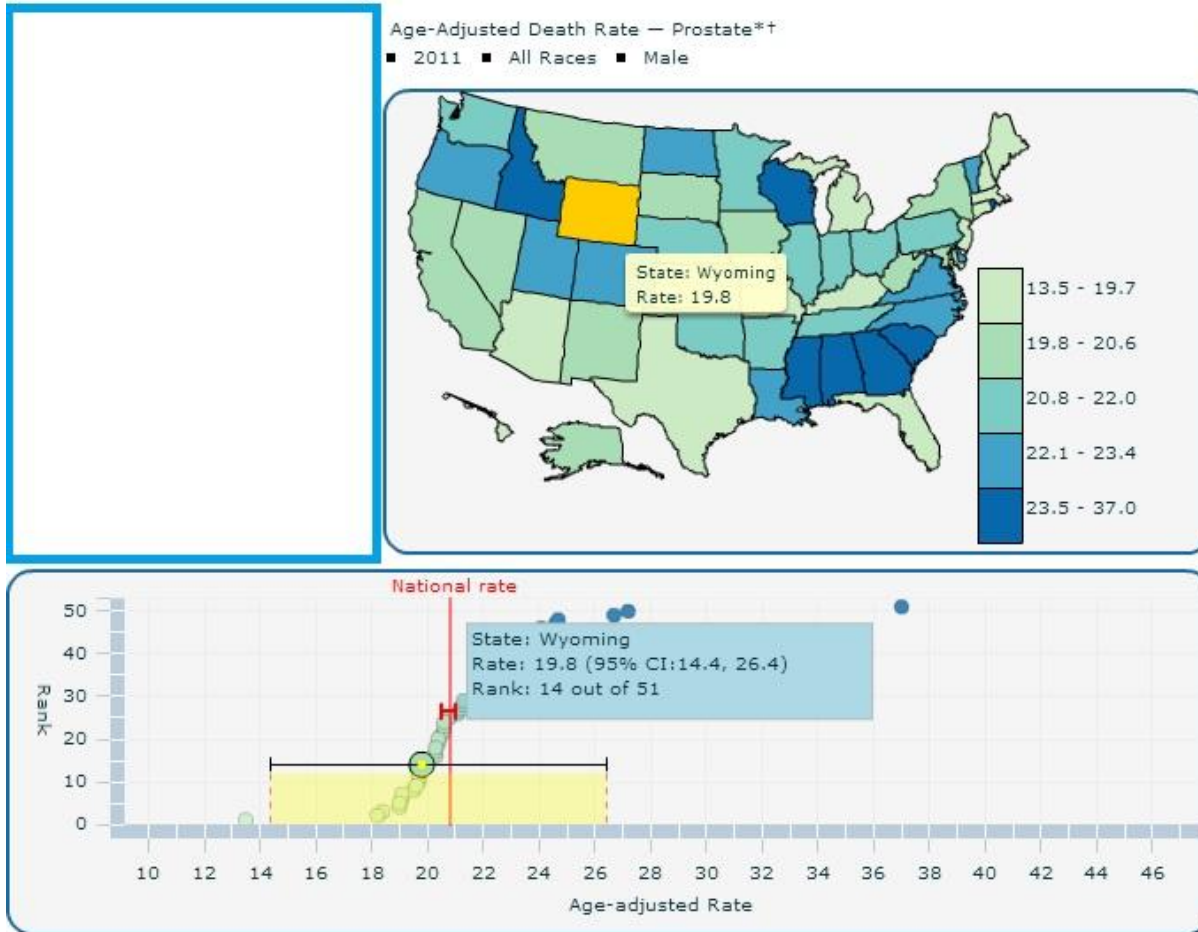 Age-Adjusted Death Rate — Prostate*†
■ 2011 ■ All Races ■ Male
State: Wyoming
Rate: 19.8
13.5 - 19.7
19.8 - 20.6
20.8 - 22.0
22.1 - 23.4
23.5 - 37.0
National rate
State: Wyoming
Rate: 19.8 (95% CI:14.4, 26.4)
Rank: 14 out of 51
50
40
30
20
10
0
Rank
10 12 14 16 18 20 22 24 26 28 30 32 34 36 38 40 42 44 46
Age-adjusted Rate